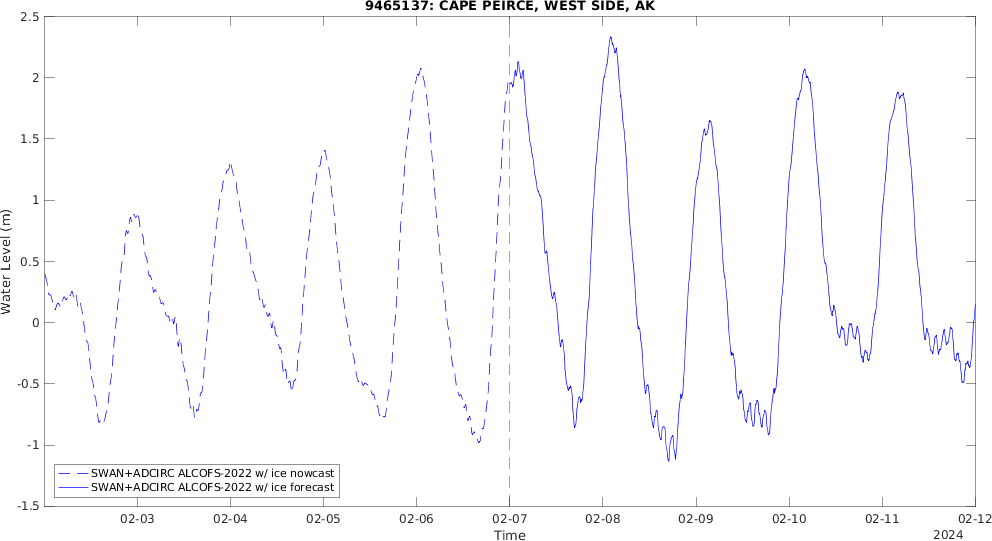 9465137: CAPE PEIRCE, WEST SIDE, AK
2.5
2
1.5
1
0.5
0
-0.5
-1
-1.5
Water Level (m)
SWAN+ADCIRC ALCOFS-2022 w/ ice nowcast
SWAN+ADCIRC ALCOFS-2022 w/ ice forecast
02-03 02-04 02-05 02-06 02-07 02-08 02-09 02-10 02-11 02-12
Time 2024